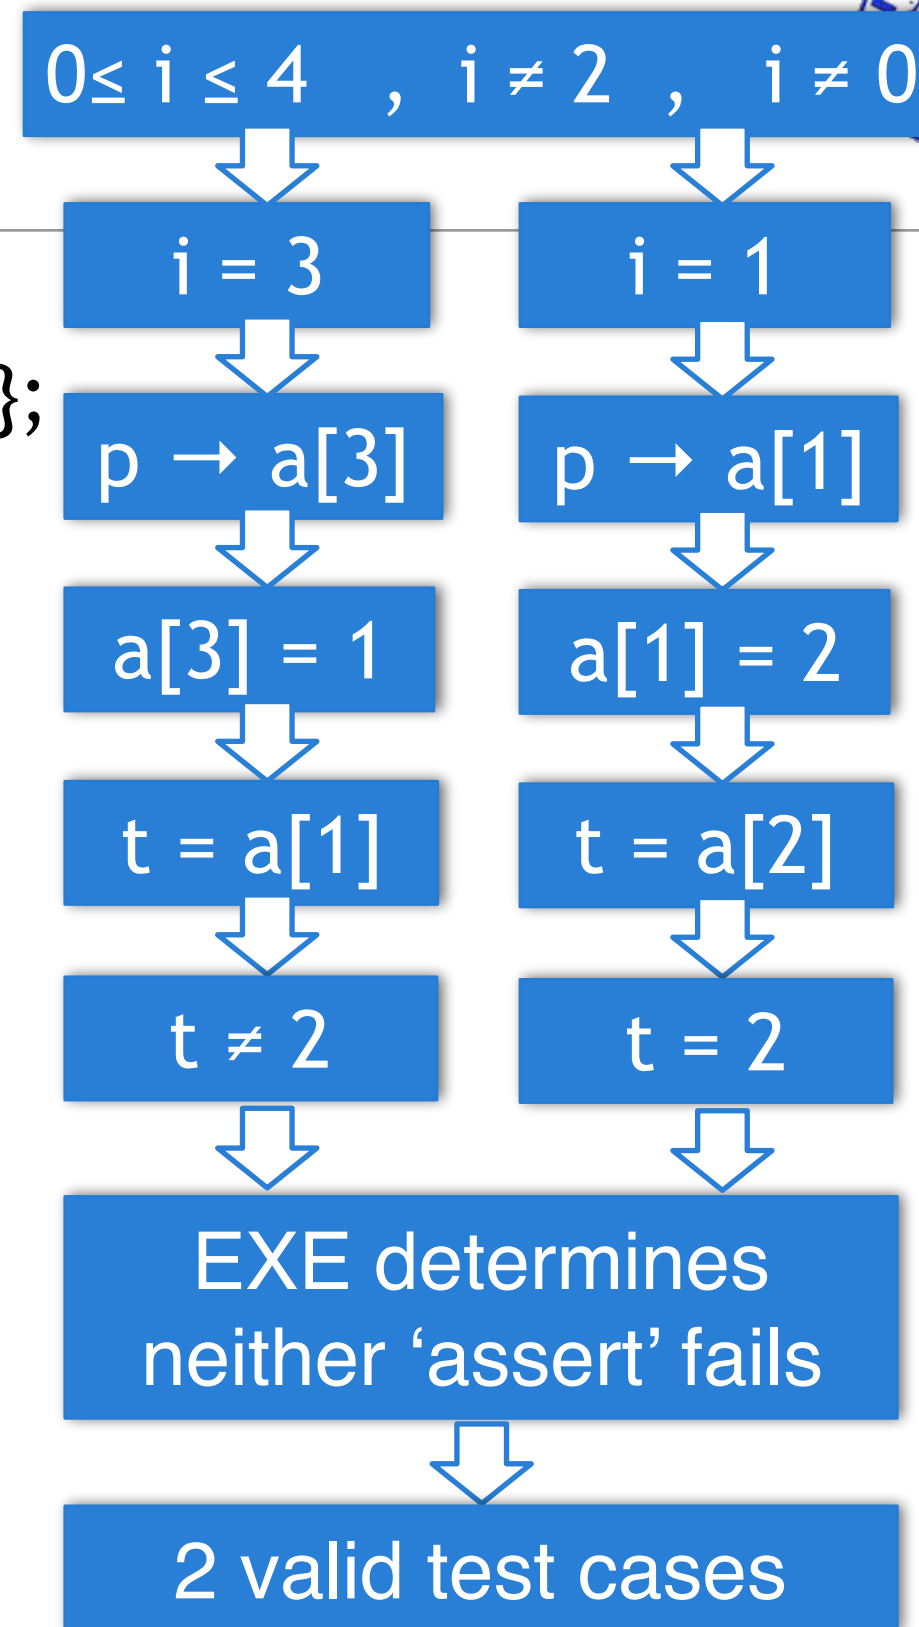 0≤ i ≤ 4 , i ≠ 2 , i ≠ 0
i = 3
i = 1
};
p → a[3]
p → a[1]
a[3] = 1
a[1] = 2
t = a[1]
t = a[2]
t ≠ 2
t = 2
EXE determines
neither ‘assert’ fails
2 valid test cases